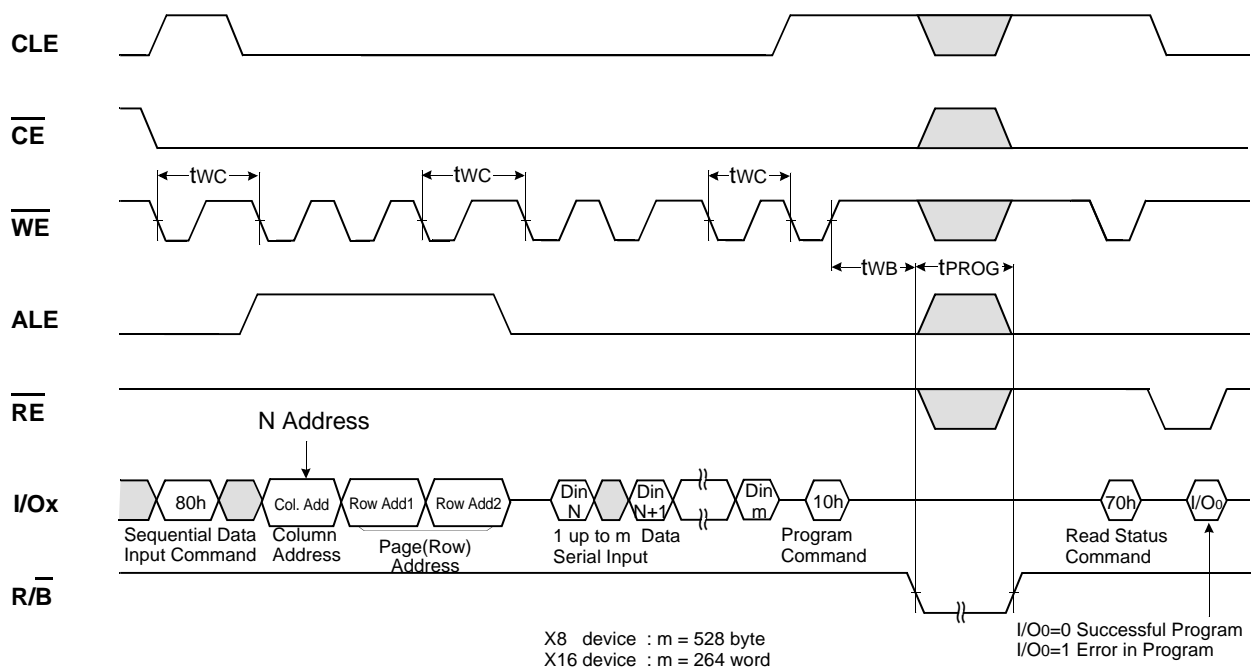 CLE
CE
tWC tWC tWC
WE
tWB tPROG
ALE
RE
N Address
I/Ox
80h Col. Add Row Add1 Row Add2 Din N Din N+1 Din m 10h 70h I/O0
Sequential Data
Input Command
Column
Address
Page(Row)
Address
1 up to m Data
Serial Input
Program
Command
Read Status
Command
R/B
X8 device : m = 528 byte
X16 device : m = 264 word
I/O0=0 Successful Program
I/O0=1 Error in Program